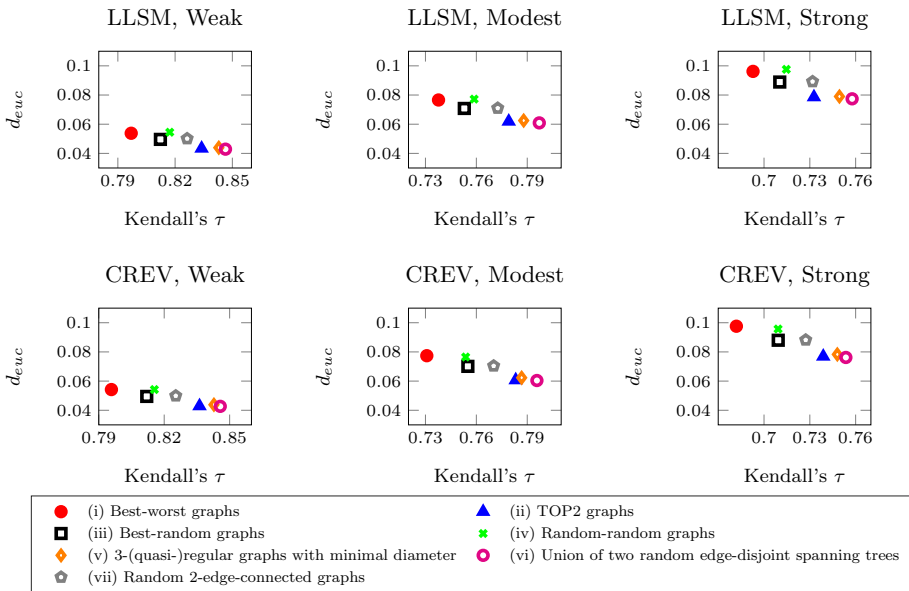 LLSM, Weak
LLSM, Modest
LLSM, Strong
0.1
0.08
0.06
0.04
d_euc
0.79 0.82 0.85
Kendall's τ
0.1
0.08
0.06
0.04
d_euc
0.73 0.76 0.79
Kendall's τ
0.1
0.08
0.06
0.04
d_euc
0.7 0.73 0.76
Kendall's τ
CREV, Weak
CREV, Modest
CREV, Strong
0.1
0.08
0.06
0.04
d_euc
0.79 0.82 0.85
Kendall's τ
0.1
0.08
0.06
0.04
d_euc
0.73 0.76 0.79
Kendall's τ
0.1
0.08
0.06
0.04
d_euc
0.7 0.73 0.76
Kendall's τ
(i) Best-worst graphs
(ii) TOP2 graphs
(iii) Best-random graphs
(iv) Random-random graphs
(v) 3-(quasi-)regular graphs with minimal diameter
(vi) Union of two random edge-disjoint spanning trees
(vii) Random 2-edge-connected graphs